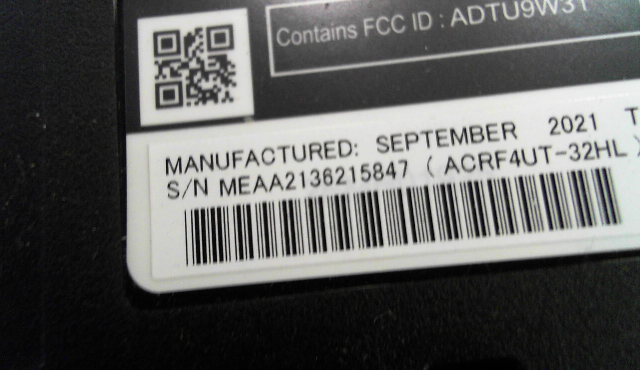 Contains FCC ID : ADTU9W31
MANUFACTURED: SEPTEMBER 2021 T
S/N MEAA2136215847 ( ACRF4UT-32HL )